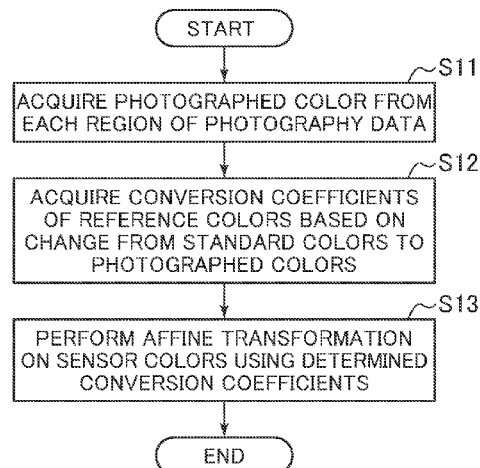 START
S11
ACQUIRE PHOTOGRAPHED COLOR FROM
EACH REGION OF PHOTOGRAPHY DATA
S12
ACQUIRE CONVERSION COEFFICIENTS
OF REFERENCE COLORS BASED ON
CHANGE FROM STANDARD COLORS TO
PHOTOGRAPHED COLORS
S13
PERFORM AFFINE TRANSFORMATION
ON SENSOR COLORS USING DETERMINED
CONVERSION COEFFICIENTS
END